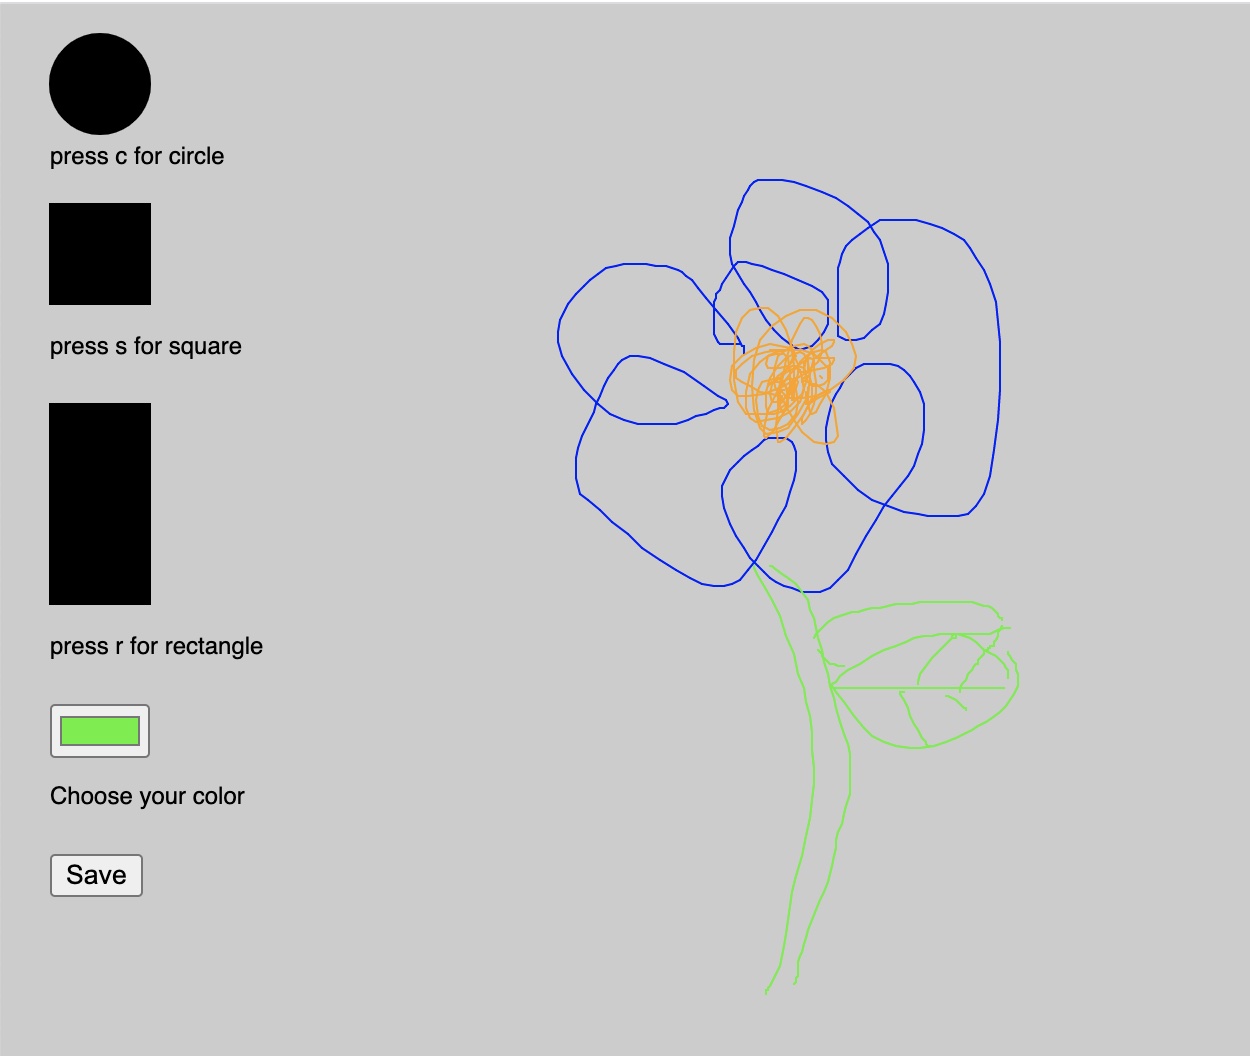 press c for circle
press s for square
press r for rectangle
Choose your color
Save